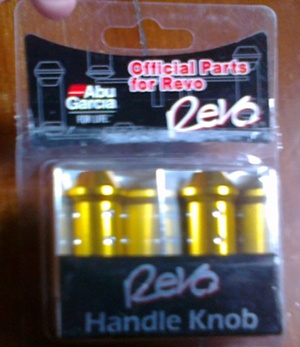 Abu
Garcia
FOR LIFE
Official Parts
for Revo
Revo
Revo
Handle Knob